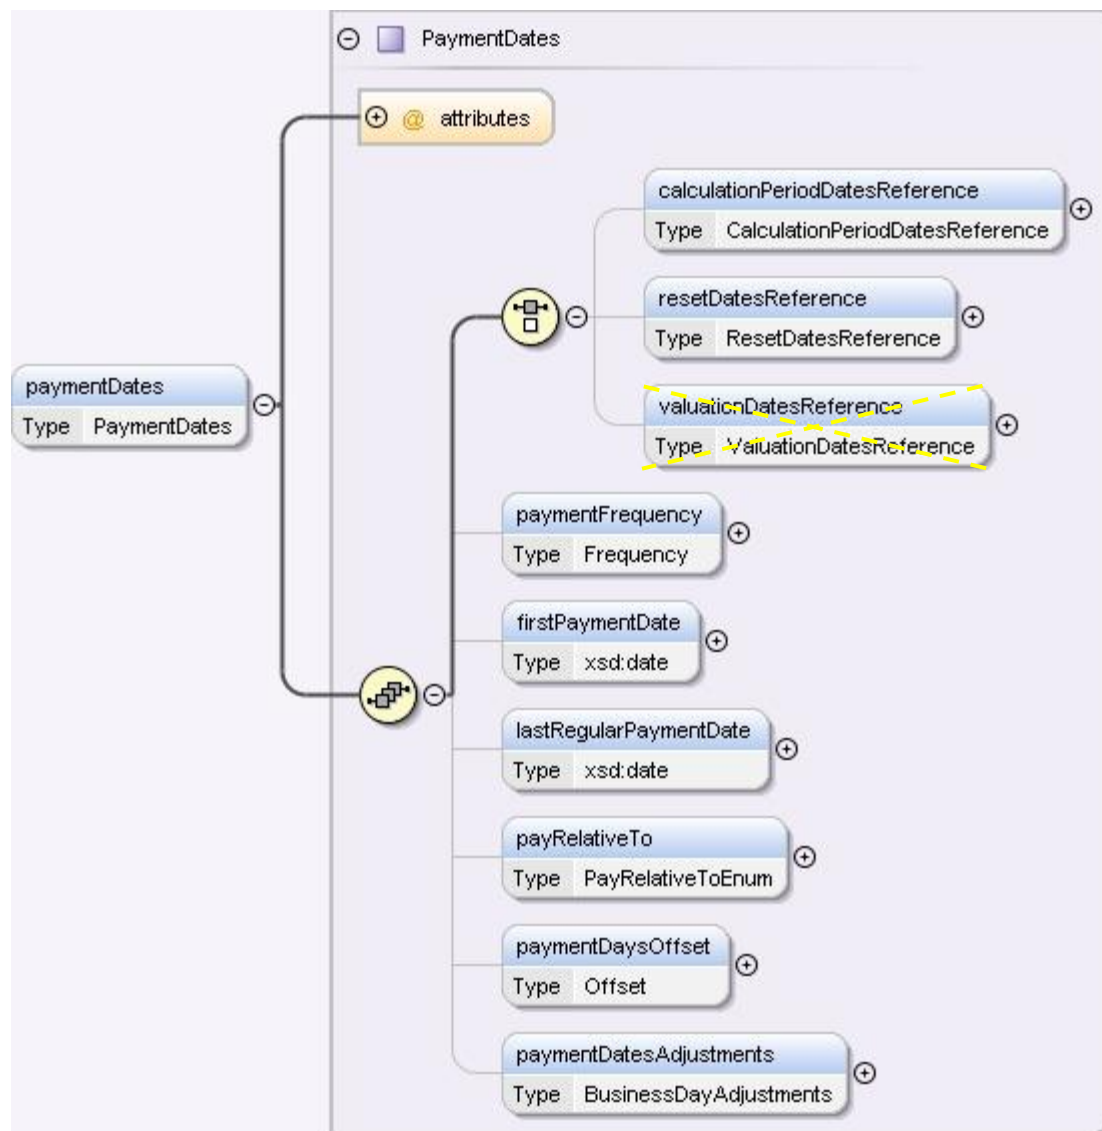 PaymentDates
@ attributes
calculationPeriodDatesReference
Type CalculationPeriodDatesReference
resetDatesReference
Type ResetDatesReference
paymentDates
Type PaymentDates
valuationDatesReference
Type ValuationDatesReference
paymentFrequency
Type Frequency
firstPaymentDate
Type xsd:date
lastRegularPaymentDate
Type xsd:date
payRelativeTo
Type PayRelativeToEnum
paymentDaysOffset
Type Offset
paymentDatesAdjustments
Type BusinessDayAdjustments